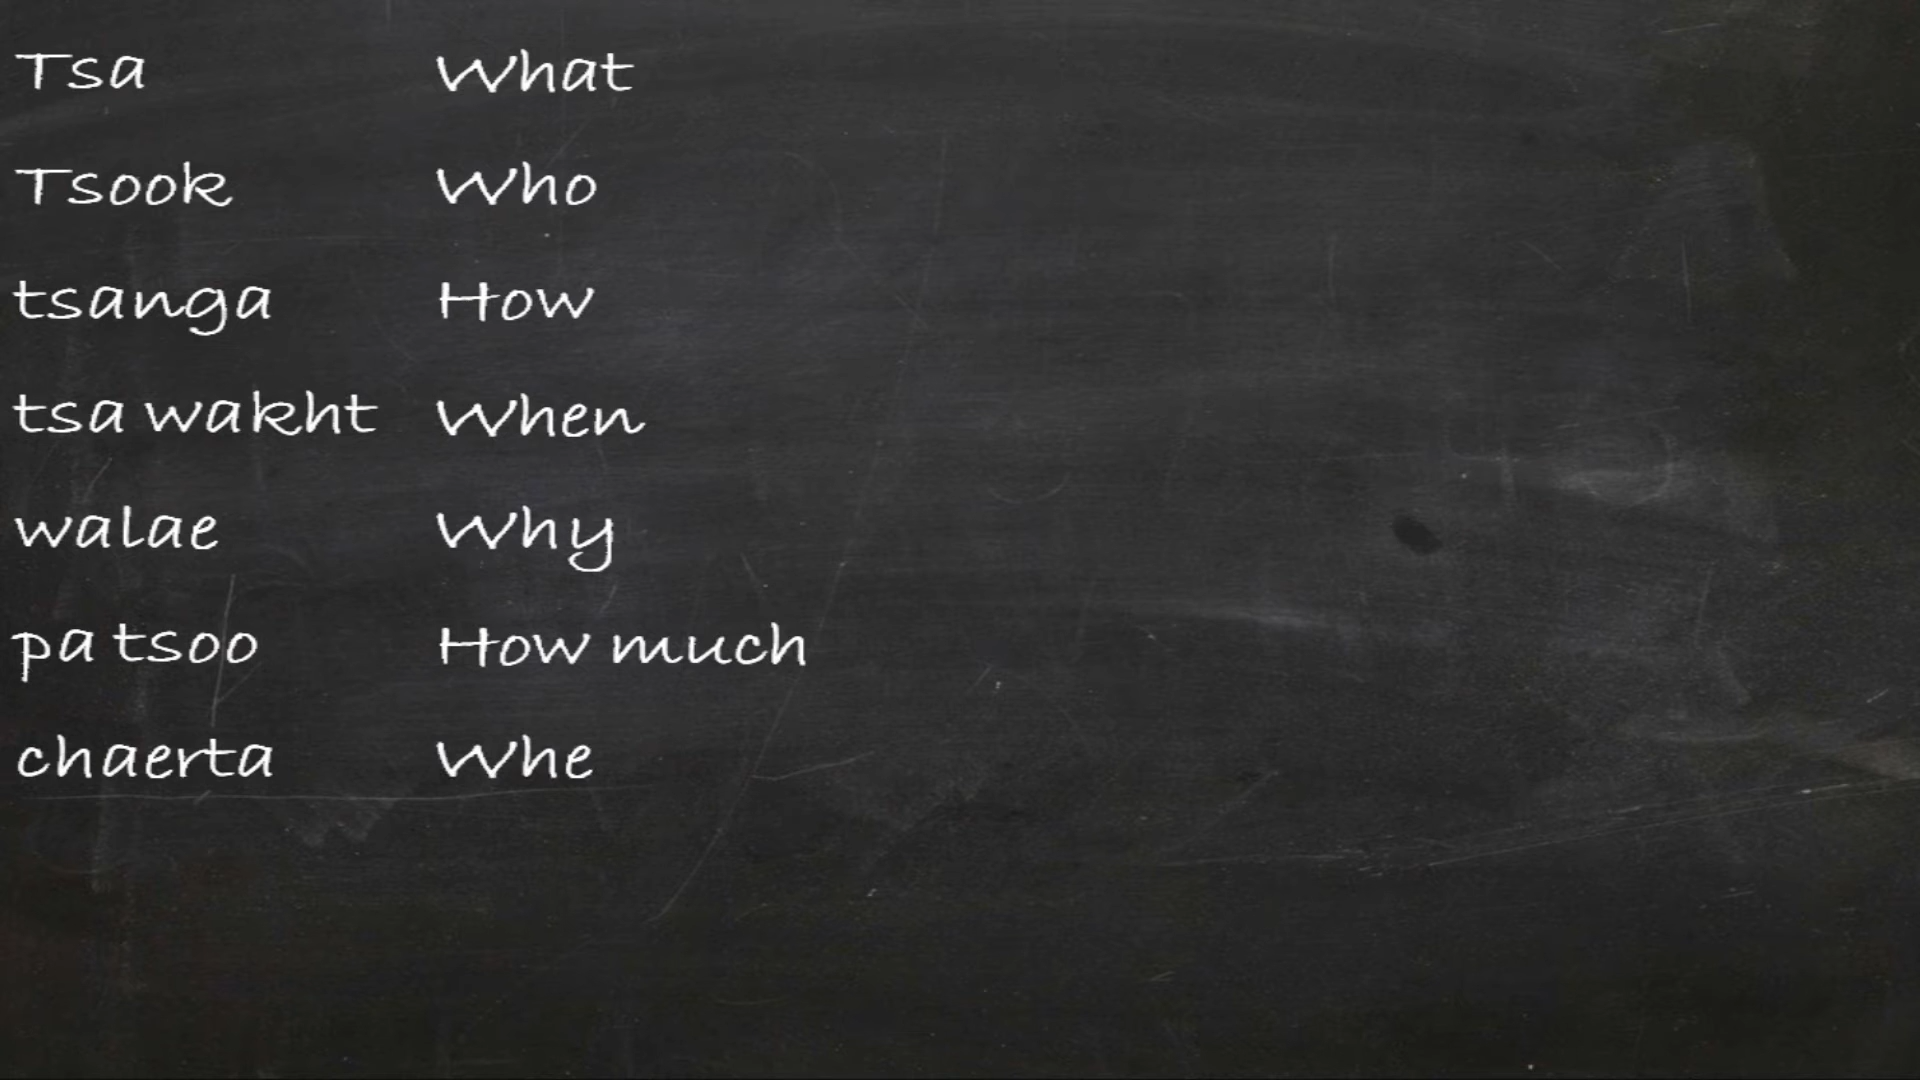 Tsa What
Tsook Who
tsanga How
tsa wakht When
walae Why
pa tsoo How much
chaerta Whe